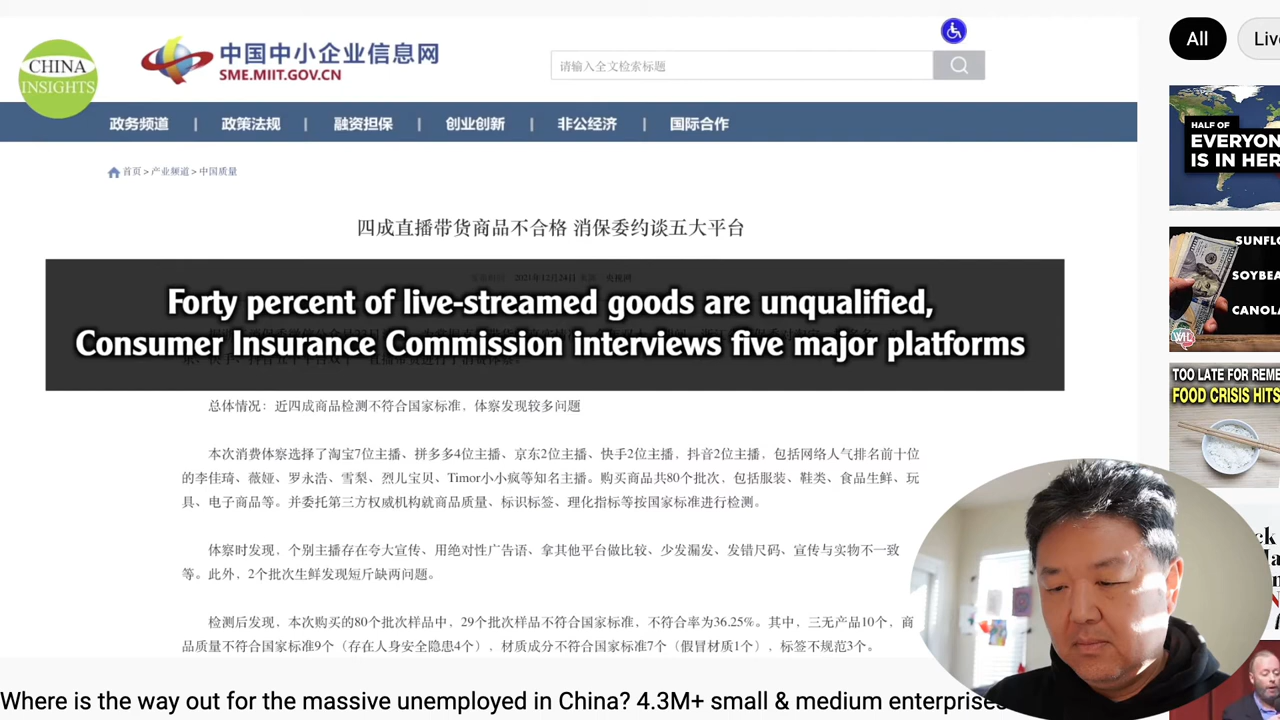 CHINA
INSIGHTS
中国中小企业信息网
SME.MIIT.GOV.CN
请输入全文检索标题
All
Live
政务频道 | 政策法规 | 融资担保 | 创业创新 | 非公经济 | 国际合作
首页 > 产业频道 > 中国质量
四成直播带货商品不合格 消保委约谈五大平台
2021年12月24日 来源: 央视网
Forty percent of live-streamed goods are unqualified,
Consumer Insurance Commission interviews five major platforms
总体情况：近四成商品检测不符合国家标准，体察发现较多问题
本次消费体察选择了淘宝7位主播、拼多多4位主播、京东2位主播、快手2位主播，抖音2位主播，包括网络人气排名前十位
的李佳琦、薇娅、罗永浩、雪梨、烈儿宝贝、Timor小小疯等知名主播。购买商品共80个批次，包括服装、鞋类、食品生鲜、玩
具、电子商品等。并委托第三方权威机构就商品质量、标识标签、理化指标等按国家标准进行检测。
体察时发现，个别主播存在夸大宣传、用绝对性广告语、拿其他平台做比较、少发漏发、发错尺码、宣传与实物不一致
等。此外，2个批次生鲜发现短斤缺两问题。
检测后发现，本次购买的80个批次样品中，29个批次样品不符合国家标准，不符合率为36.25%。其中，三无产品10个，商
品质量不符合国家标准9个（存在人身安全隐患4个），材质成分不符合国家标准7个（假冒材质1个），标签不规范3个。
HALF OF
EVERYON
IS IN HER
SUNFLO
SOYBEA
CANOLA
TOO LATE FOR REME
FOOD CRISIS HITS
Where is the way out for the massive unemployed in China? 4.3M+ small & medium enterprises